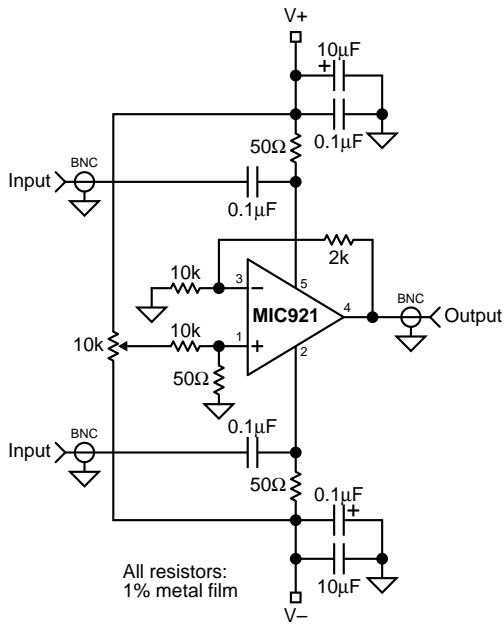 V+
10µF
+
0.1µF
50Ω
BNC
Input
0.1µF
2k
10k
3
−
5
MIC921
4
BNC
Output
10k
10k
1
+
2
50Ω
0.1µF
BNC
Input
50Ω
0.1µF
+
10µF
All resistors:
1% metal film
V−